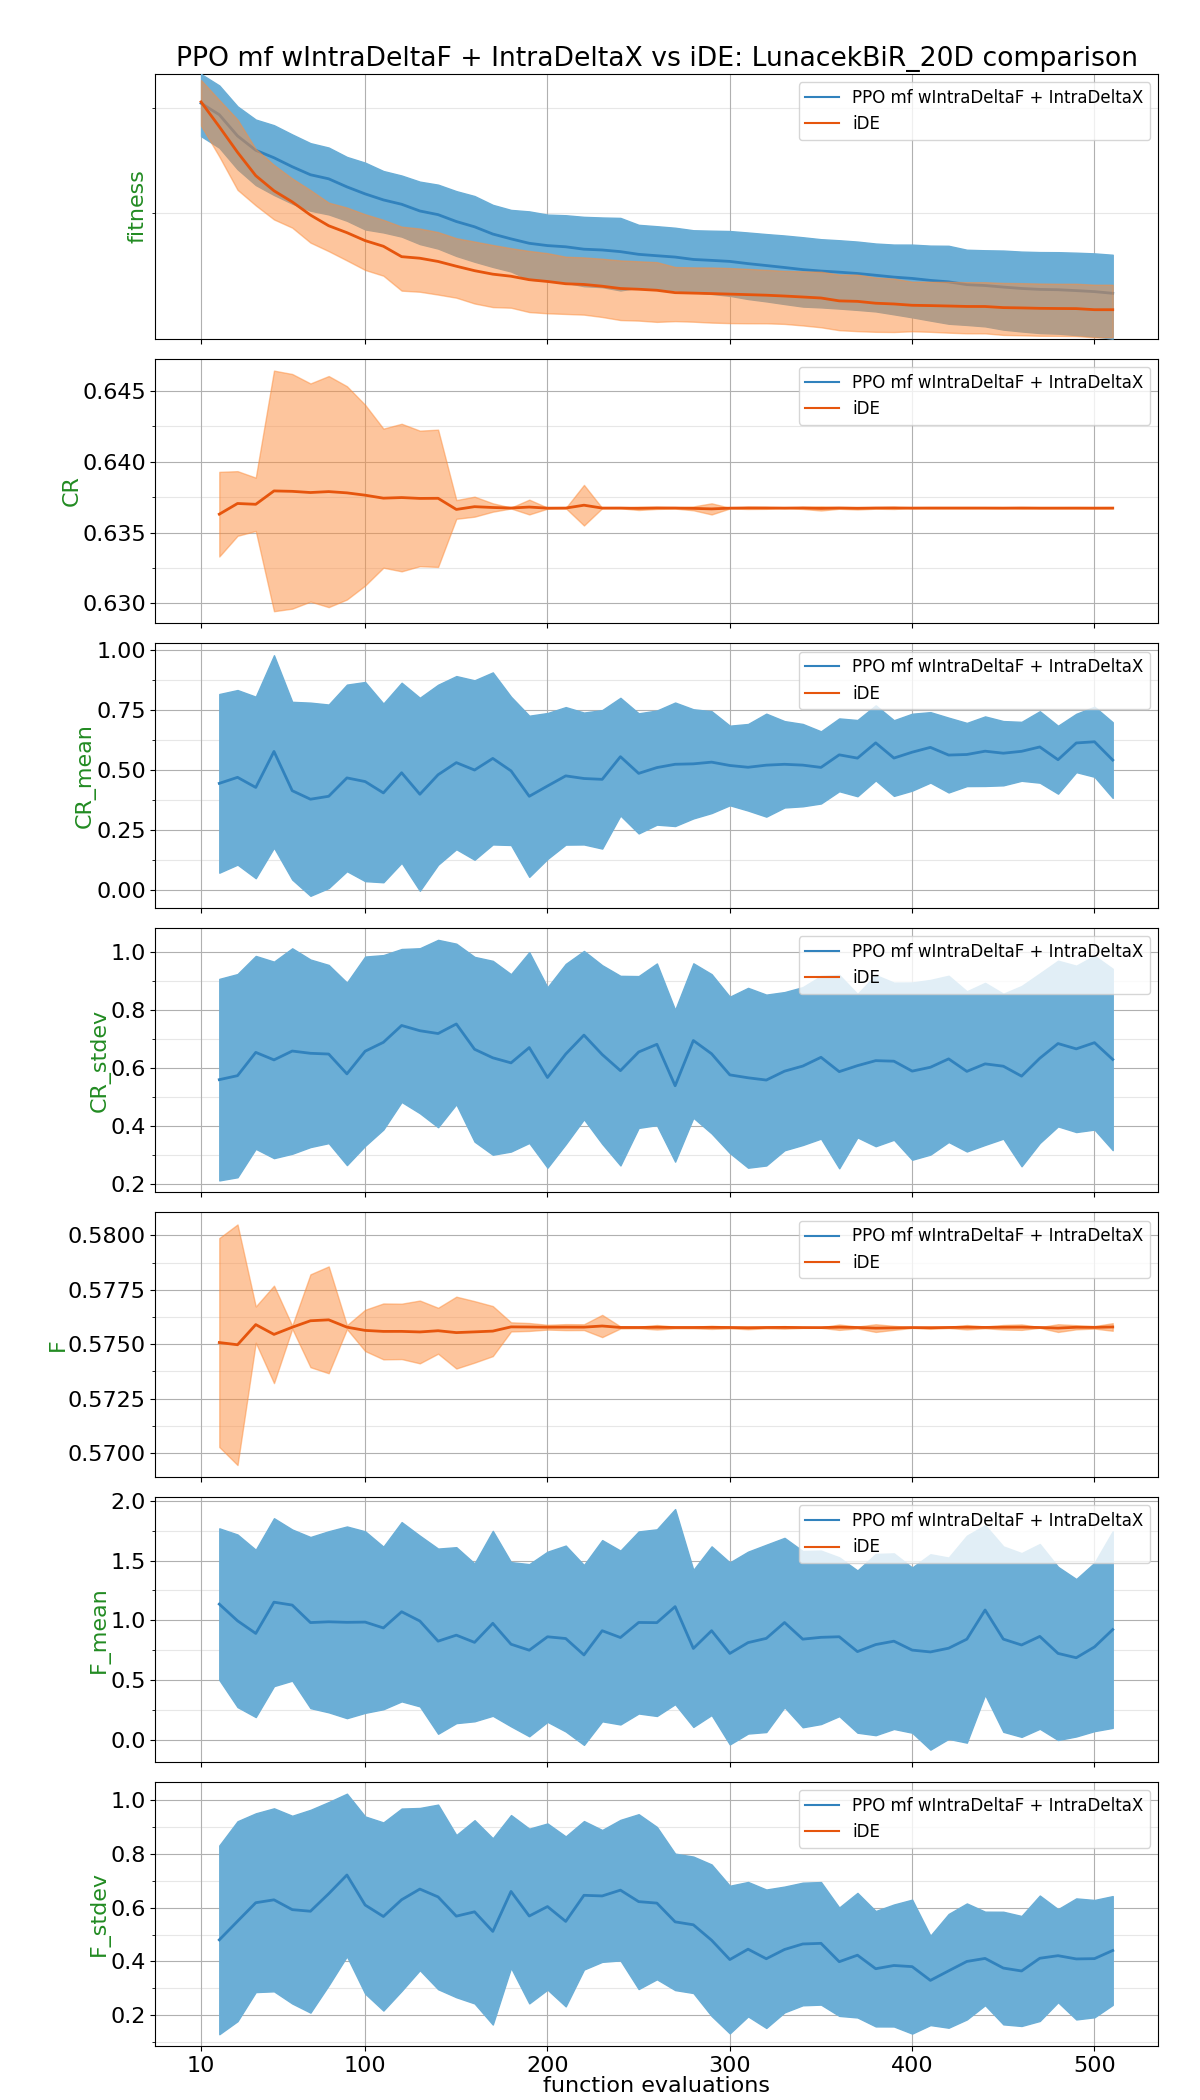 PPO mf wIntraDeltaF + IntraDeltaX vs iDE: LunacekBiR_20D comparison
fitness
PPO mf wIntraDeltaF + IntraDeltaX
iDE
CR
0.645
0.640
0.635
0.630
PPO mf wIntraDeltaF + IntraDeltaX
iDE
CR_mean
1.00
0.75
0.50
0.25
0.00
PPO mf wIntraDeltaF + IntraDeltaX
iDE
CR_stdev
1.0
0.8
0.6
0.4
0.2
PPO mf wIntraDeltaF + IntraDeltaX
iDE
F
0.5800
0.5775
0.5750
0.5725
0.5700
PPO mf wIntraDeltaF + IntraDeltaX
iDE
F_mean
2.0
1.5
1.0
0.5
0.0
PPO mf wIntraDeltaF + IntraDeltaX
iDE
F_stdev
1.0
0.8
0.6
0.4
0.2
PPO mf wIntraDeltaF + IntraDeltaX
iDE
10 100 200 300 400 500
function evaluations